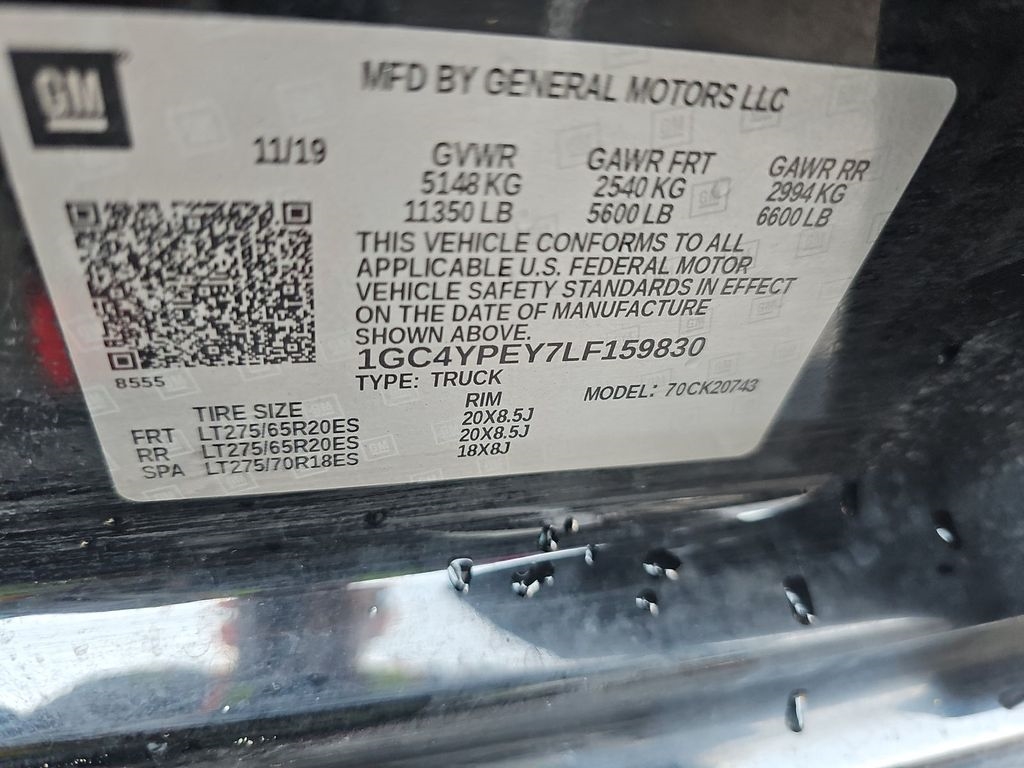 GM
MFD BY GENERAL MOTORS LLC
11/19 GVWR GAWR FRT GAWR RR
5148 KG 2540 KG 2994 KG
11350 LB 5600 LB 6600 LB
THIS VEHICLE CONFORMS TO ALL
APPLICABLE U.S. FEDERAL MOTOR
VEHICLE SAFETY STANDARDS IN EFFECT
ON THE DATE OF MANUFACTURE
SHOWN ABOVE.
1GC4YPEY7LF159830
8555
TYPE: TRUCK MODEL: 70CK20743
TIRE SIZE RIM
FRT LT275/65R20ES 20X8.5J
RR LT275/65R20ES 20X8.5J
SPA LT275/70R18ES 18X8J